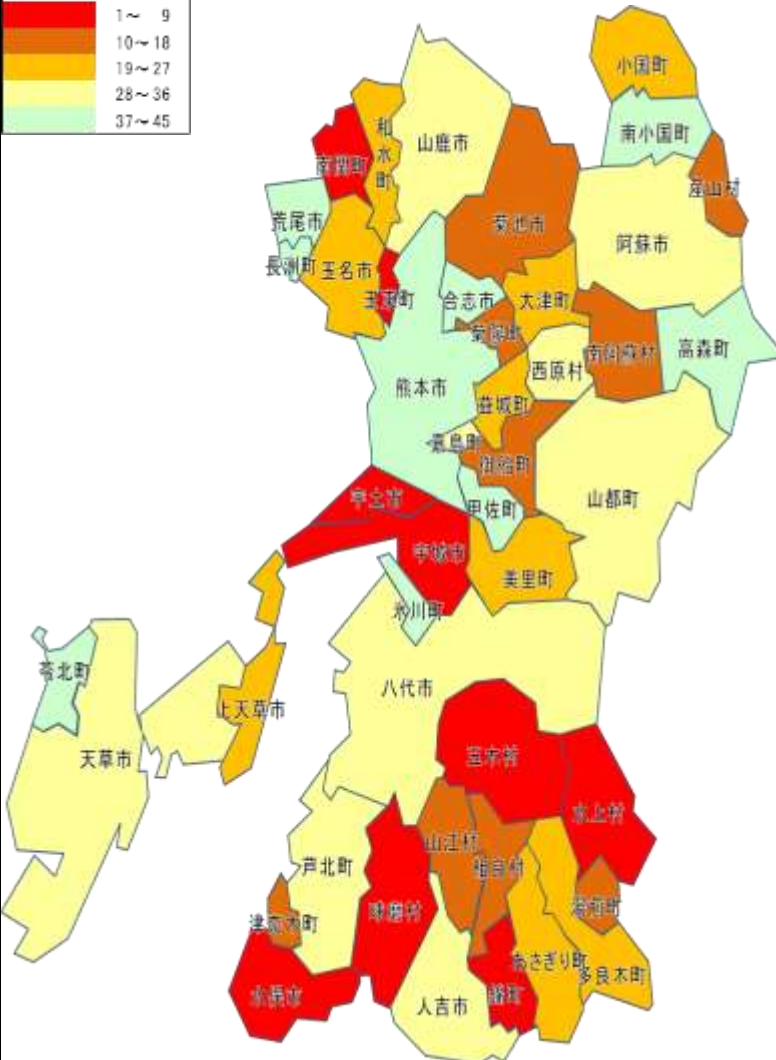 1～ 9
10～18
19～27
28～36
37～45
小国町
南小国町
産山村
和水町
山鹿市
南関町
菊池市
荒尾市
阿蘇市
長洲町
玉名市
玉東町
合志市
大津町
菊陽町
南阿蘇村
高森町
西原村
熊本市
益城町
嘉島町
御船町
山都町
宇土市
甲佐町
宇城市
美里町
氷川町
苓北町
八代市
上天草市
天草市
五木村
水上村
山江村
相良村
芦北町
湯前町
球磨村
津奈木町
あさぎり町
多良木町
水俣市
錦町
人吉市